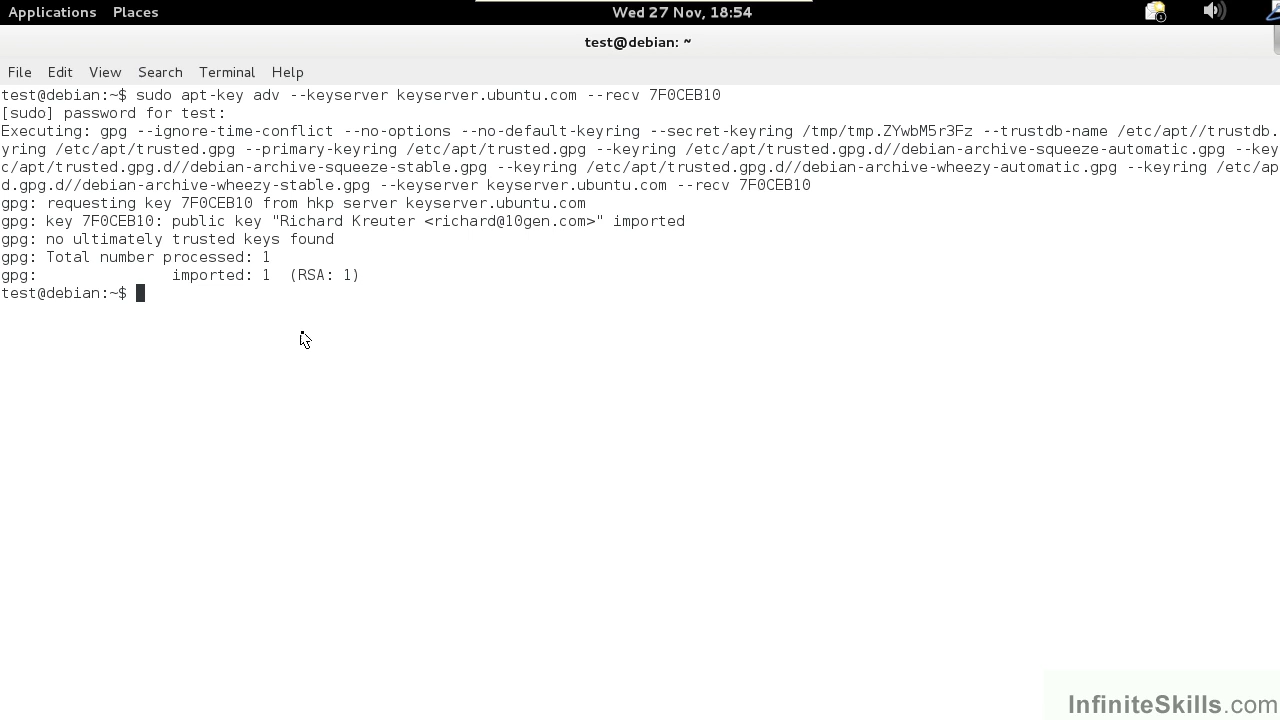 Applications Places Wed 27 Nov, 18:54
test@debian: ~
File Edit View Search Terminal Help
test@debian:~$ sudo apt-key adv --keyserver keyserver.ubuntu.com --recv 7F0CEB10
[sudo] password for test:
Executing: gpg --ignore-time-conflict --no-options --no-default-keyring --secret-keyring /tmp/tmp.ZYwbM5r3Fz --trustdb-name /etc/apt//trustdb.
yring /etc/apt/trusted.gpg --primary-keyring /etc/apt/trusted.gpg --keyring /etc/apt/trusted.gpg.d//debian-archive-squeeze-automatic.gpg --key
c/apt/trusted.gpg.d//debian-archive-squeeze-stable.gpg --keyring /etc/apt/trusted.gpg.d//debian-archive-wheezy-automatic.gpg --keyring /etc/ap
d.gpg.d//debian-archive-wheezy-stable.gpg --keyserver keyserver.ubuntu.com --recv 7F0CEB10
gpg: requesting key 7F0CEB10 from hkp server keyserver.ubuntu.com
gpg: key 7F0CEB10: public key "Richard Kreuter <richard@10gen.com>" imported
gpg: no ultimately trusted keys found
gpg: Total number processed: 1
gpg:               imported: 1  (RSA: 1)
test@debian:~$
InfiniteSkills.com